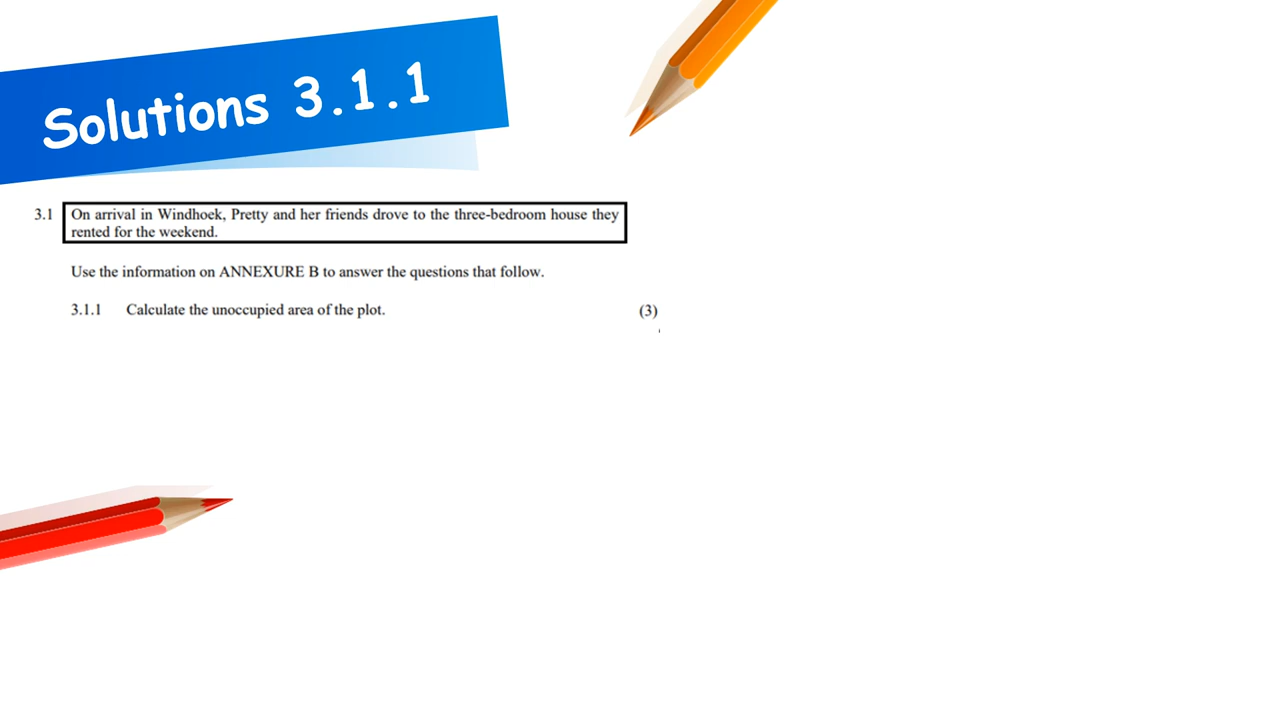 Solutions 3.1.1
3.1 On arrival in Windhoek, Pretty and her friends drove to the three-bedroom house they
rented for the weekend.
Use the information on ANNEXURE B to answer the questions that follow.
3.1.1 Calculate the unoccupied area of the plot. (3)